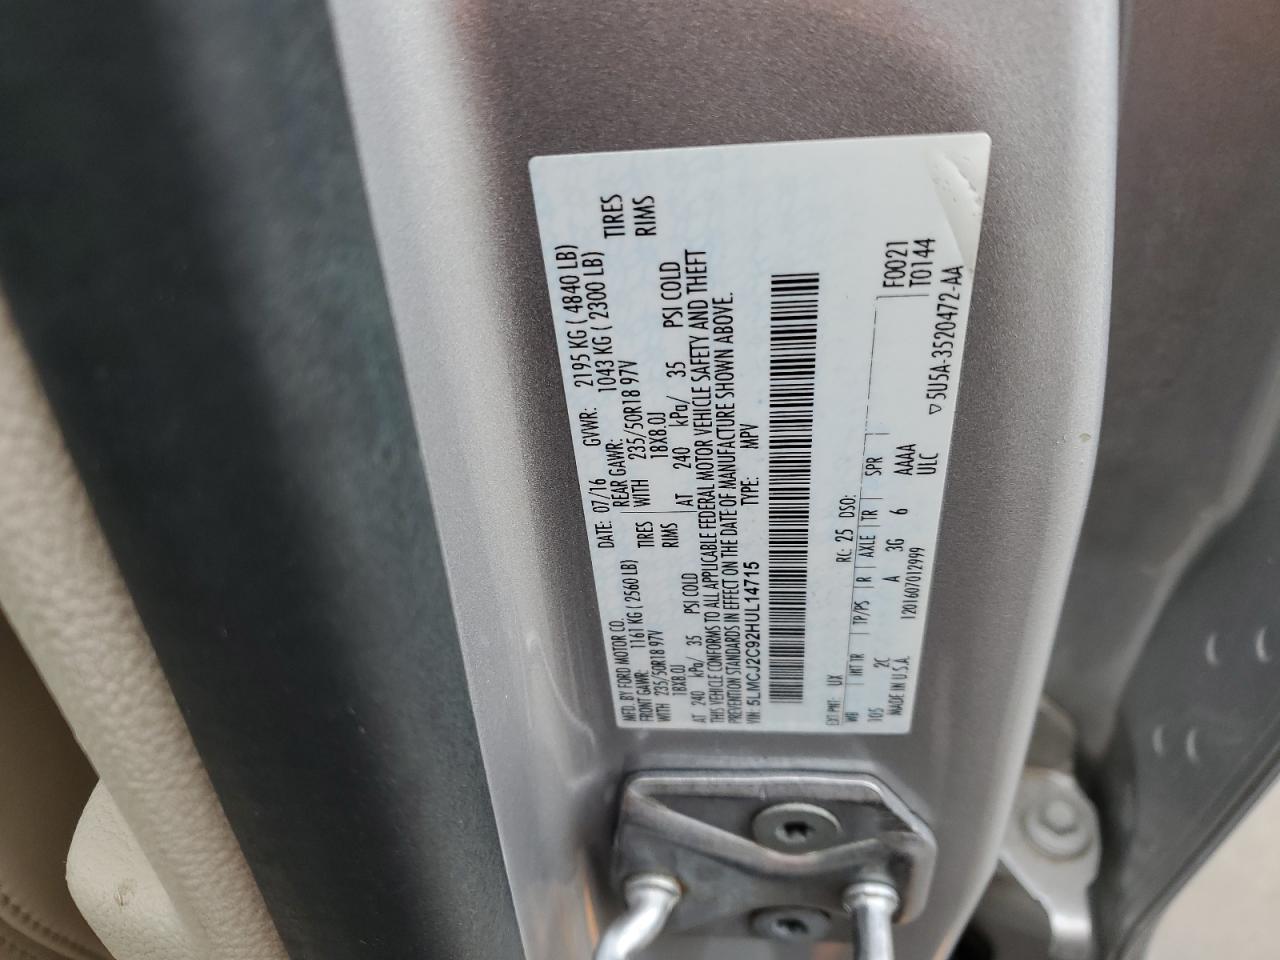 MFD. BY FORD MOTOR CO. DATE: 07/16 GVWR: 2195 KG ( 4840 LB)
FRONT GAWR: 1161 KG ( 2560 LB) REAR GAWR: 1043 KG ( 2300 LB)
WITH 235/50R18 97V TIRES WITH 235/50R18 97V TIRES
18X8.0J RIMS 18X8.0J RIMS
AT 240 kPa/ 35 PSI COLD AT 240 kPa/ 35 PSI COLD
THIS VEHICLE CONFORMS TO ALL APPLICABLE FEDERAL MOTOR VEHICLE SAFETY AND THEFT
PREVENTION STANDARDS IN EFFECT ON THE DATE OF MANUFACTURE SHOWN ABOVE.
VIN: 5LMCJ2C92HUL14715 TYPE: MPV
EXT PNT: UX RC: 25 DSO: F0021
WB INT TR TP/PS R AXLE TR SPR T0144
105 2C A 3G 6 AAAA
MADE IN U.S.A. 1201607012999 ULC
▽5U5A-3520472-AA